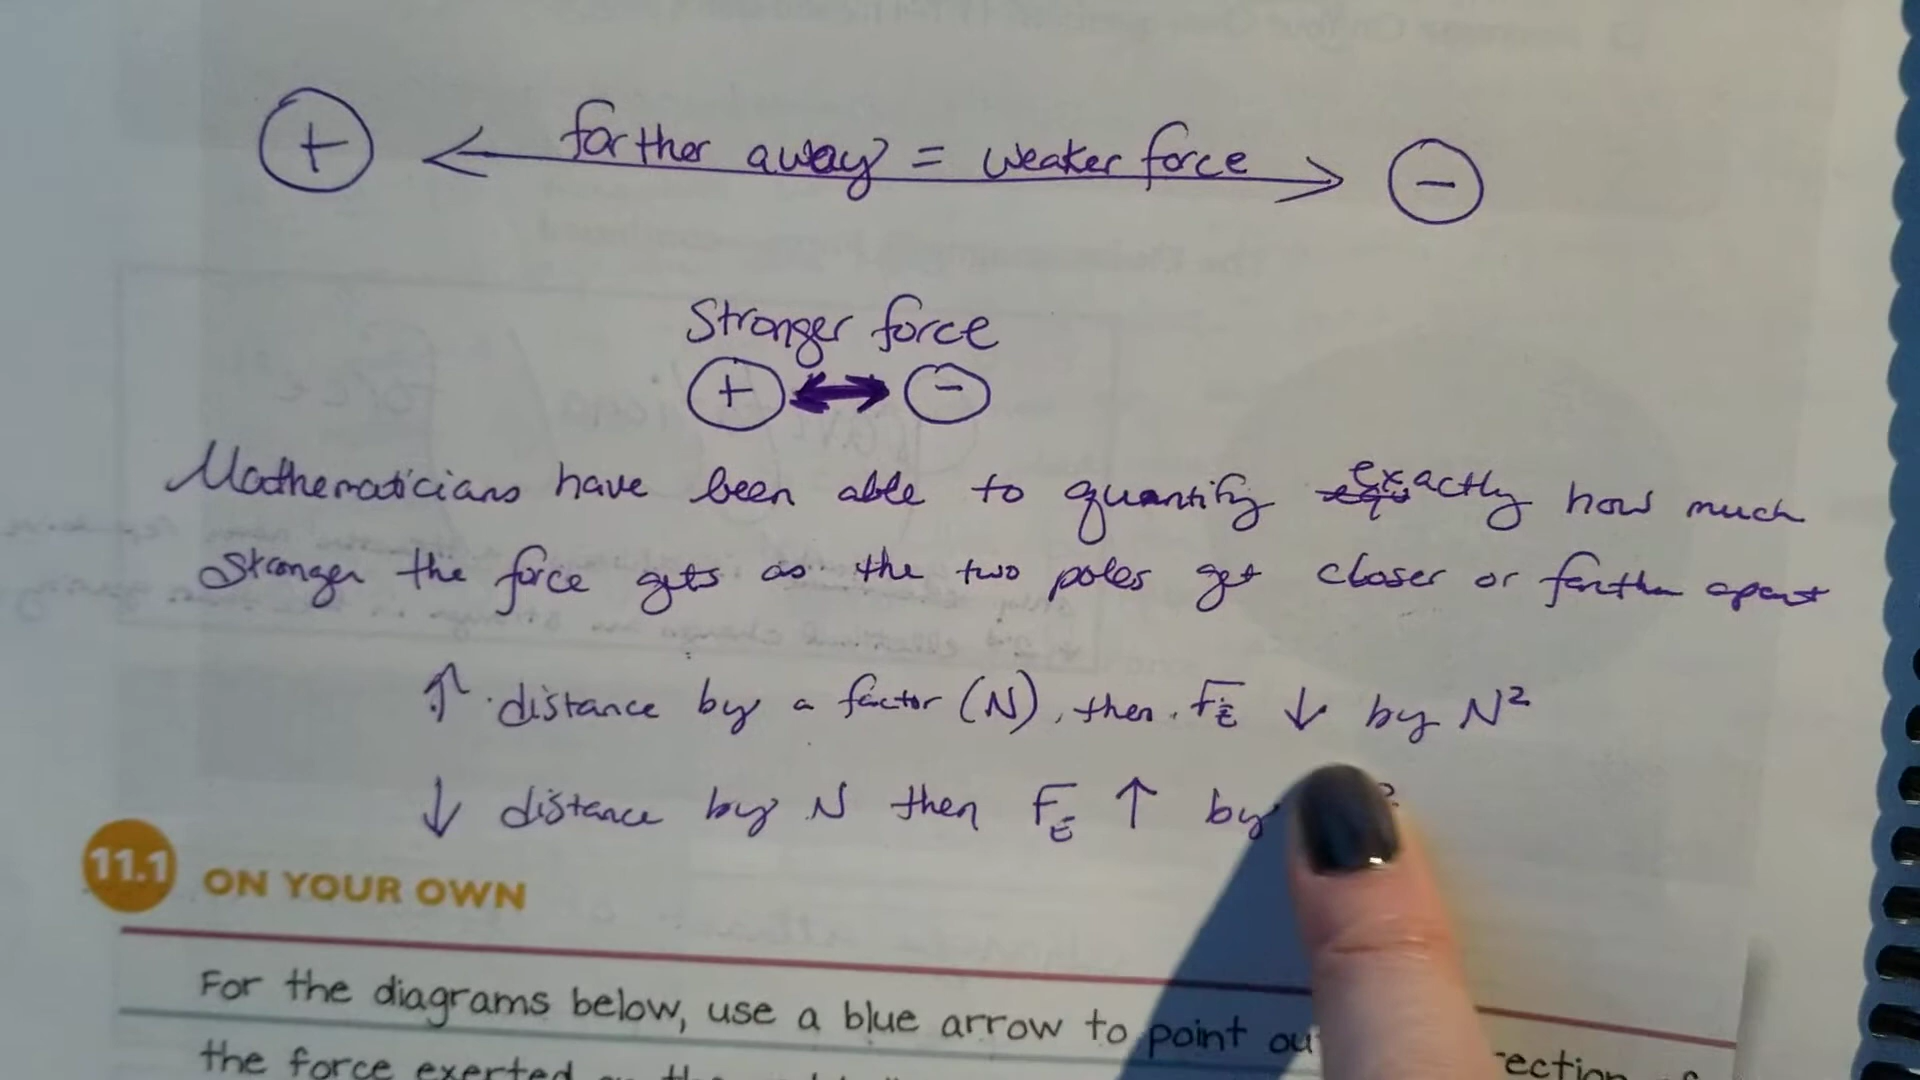 + farther away = weaker force -
Stronger force
+ -
Mathematicians have been able to quantify exactly how much
stronger the force gets as the two poles get closer or farther apart
↑ distance by a factor (N), then F_E ↓ by N²
↓ distance by N then F_E ↑ by
11.1 ON YOUR OWN
For the diagrams below, use a blue arrow to point
the force exerted